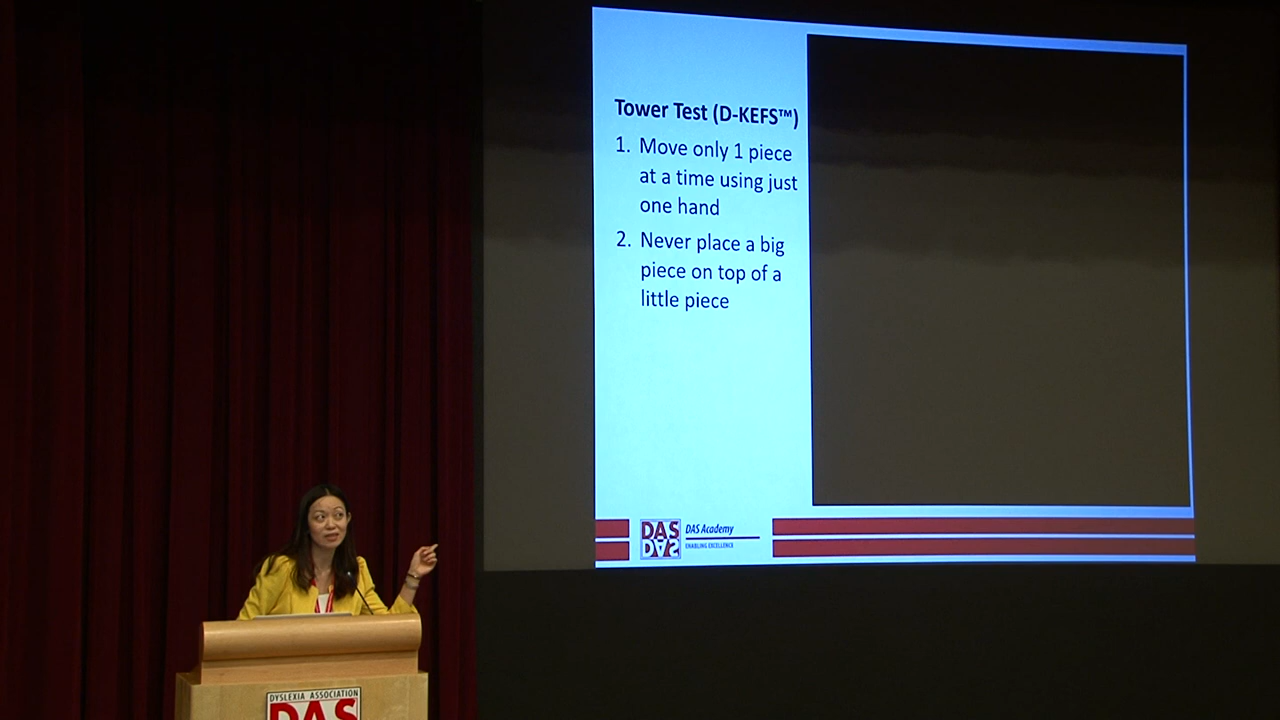 Tower Test (D-KEFS™)
1. Move only 1 piece
at a time using just
one hand
2. Never place a big
piece on top of a
little piece
DAS
DAS
DAS Academy
ENABLING EXCELLENCE
DYSLEXIA ASSOCIATION
DAS